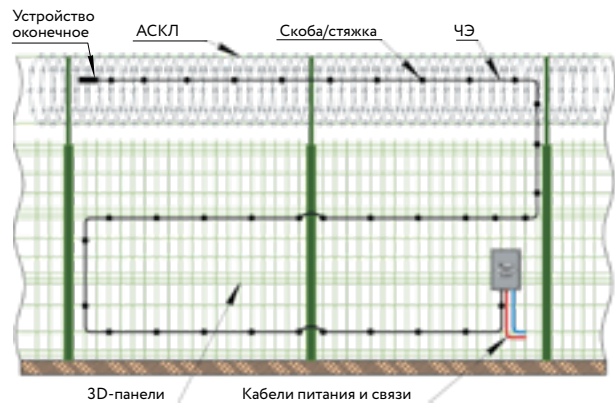 Устройство
оконечное
АСКЛ
Скоба/стяжка
ЧЭ
3D-панели
Кабели питания и связи